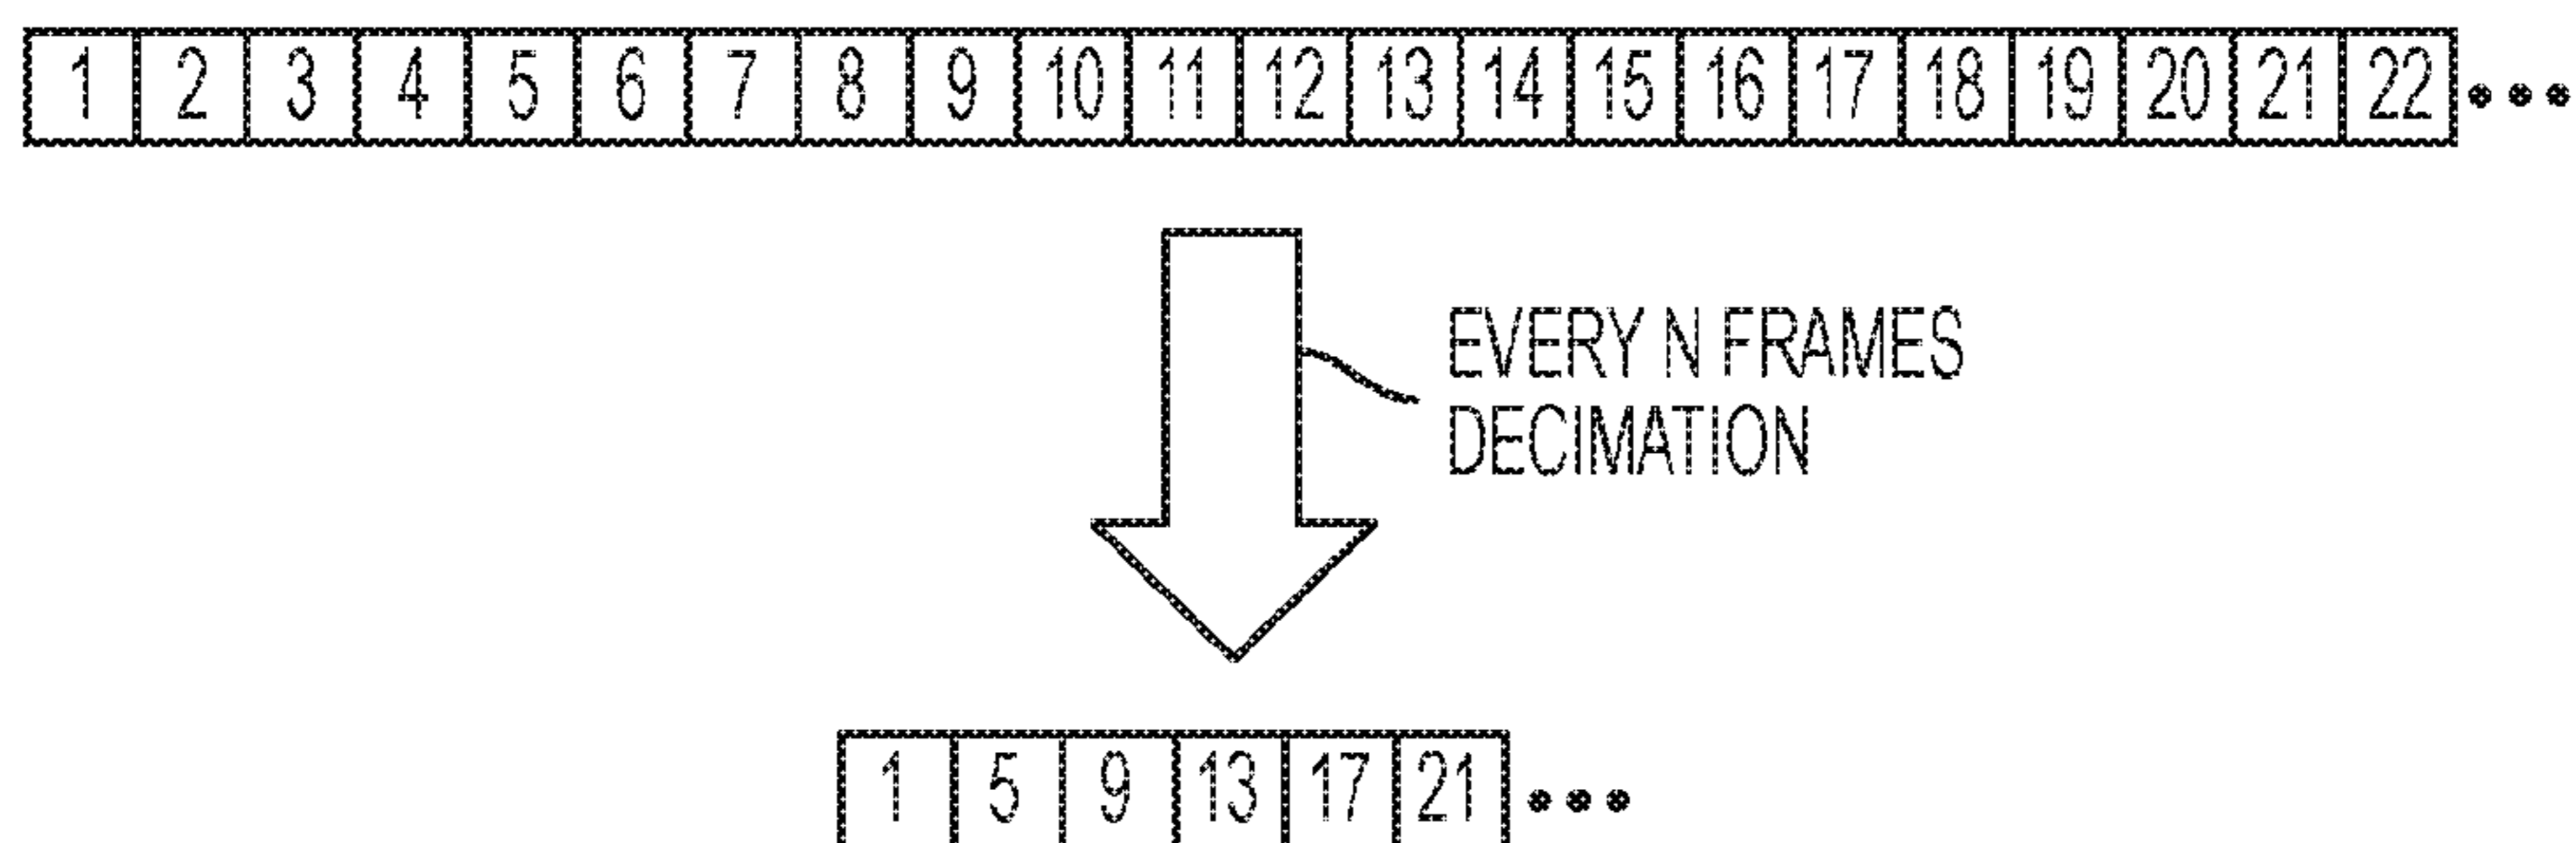 1 2 3 4 5 6 7 8 9 10 11 12 13 14 15 16 17 18 19 20 21 22 •••
EVERY N FRAMES
DECIMATION
1 5 9 13 17 21 •••